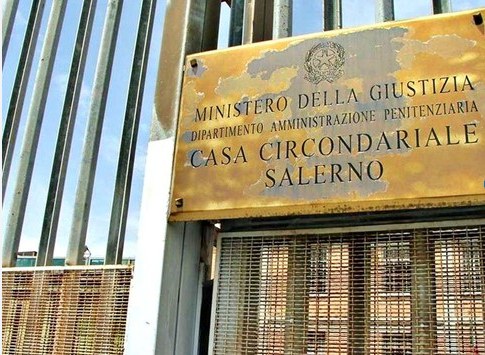 MINISTERO DELLA GIUSTIZIA
DIPARTIMENTO AMMINISTRAZIONE PENITENZIARIA
CASA CIRCONDARIALE
SALERNO